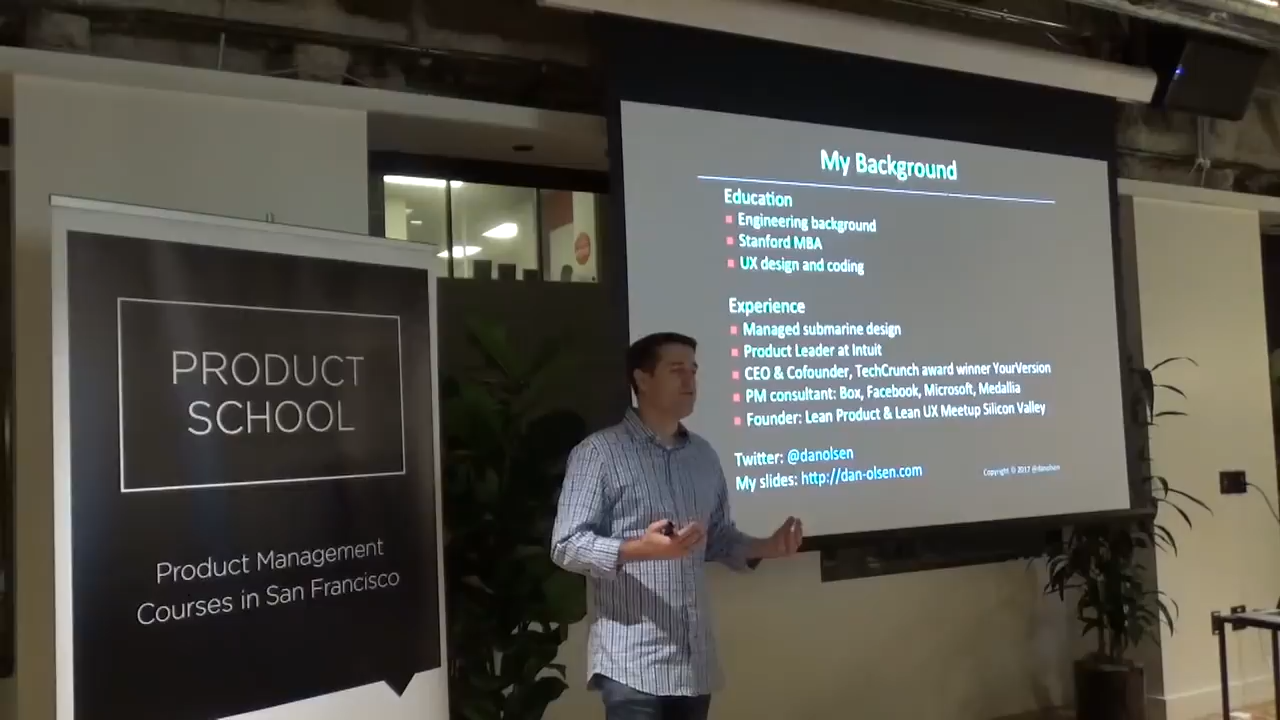 PRODUCT
SCHOOL
Product Management
Courses in San Francisco
My Background
Education
Engineering background
Stanford MBA
UX design and coding
Experience
Managed submarine design
Product Leader at Intuit
CEO & Cofounder, TechCrunch award winner YourVersion
PM consultant: Box, Facebook, Microsoft, Medallia
Founder: Lean Product & Lean UX Meetup Silicon Valley
Twitter: @danolsen
My slides: http://dan-olsen.com
Copyright © 2017 @danolsen